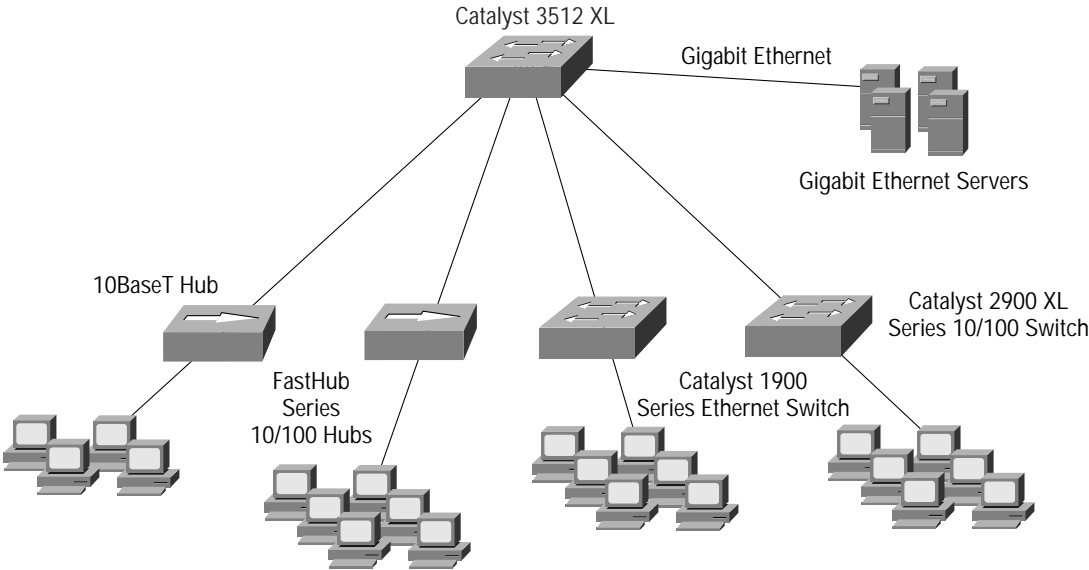 Catalyst 3512 XL
Gigabit Ethernet
Gigabit Ethernet Servers
10BaseT Hub
FastHub
Series
10/100 Hubs
Catalyst 1900
Series Ethernet Switch
Catalyst 2900 XL
Series 10/100 Switch